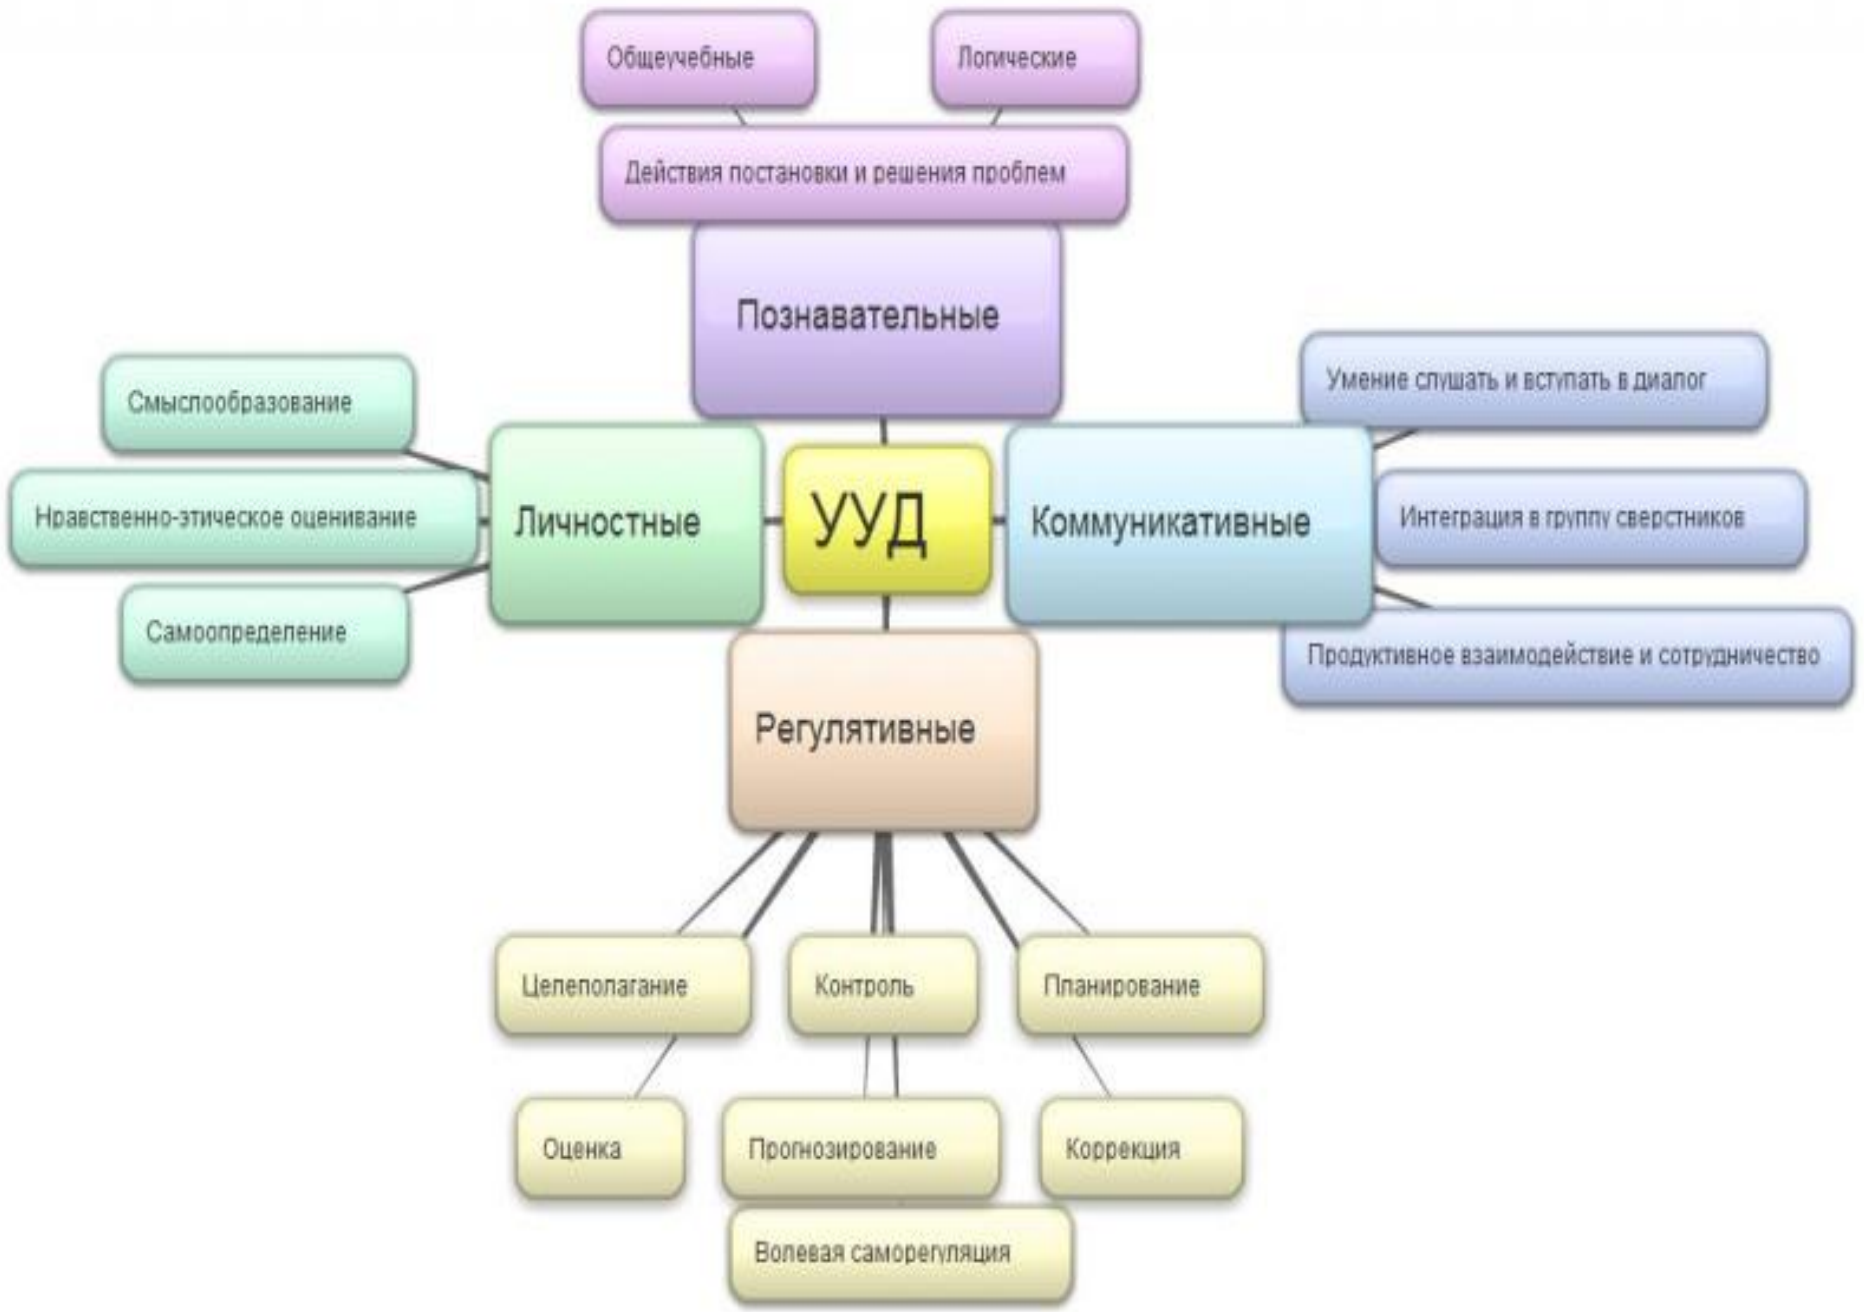 Общеучебные
Логические
Действия постановки и решения проблем
Познавательные
Смыслообразование
Нравственно-этическое оценивание
Самоопределение
Личностные
УУД
Коммуникативные
Умение слушать и вступать в диалог
Интеграция в группу сверстников
Продуктивное взаимодействие и сотрудничество
Регулятивные
Целеполагание
Контроль
Планирование
Оценка
Прогнозирование
Коррекция
Волевая саморегуляция